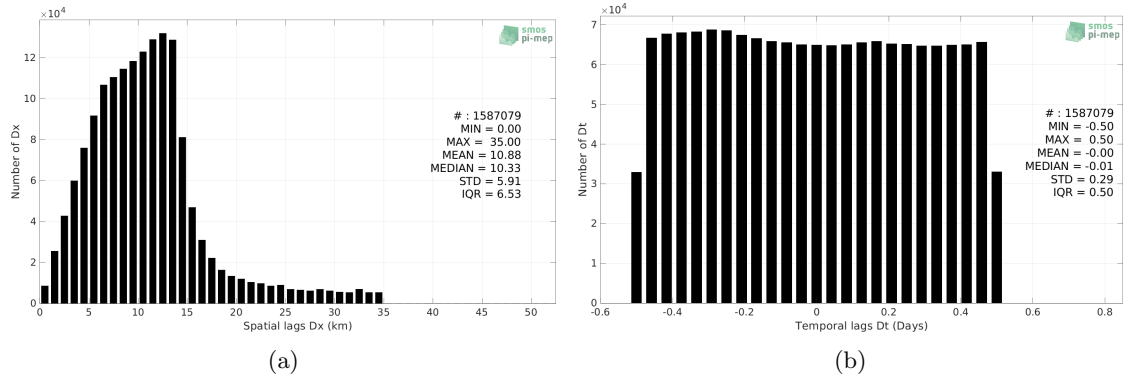 ×10⁴
12
10
8
6
4
2
0
Number of Dx
smos
pi-mep
# : 1587079
MIN = 0.00
MAX = 35.00
MEAN = 10.88
MEDIAN = 10.33
STD = 5.91
IQR = 6.53
0 5 10 15 20 25 30 35 40 45 50
Spatial lags Dx (km)
(a)
×10⁴
7
6
5
4
3
2
1
0
Number of Dt
smos
pi-mep
# : 1587079
MIN = -0.50
MAX = 0.50
MEAN = -0.00
MEDIAN = -0.01
STD = 0.29
IQR = 0.50
-0.6 -0.4 -0.2 0 0.2 0.4 0.6 0.8
Temporal lags Dt (Days)
(b)